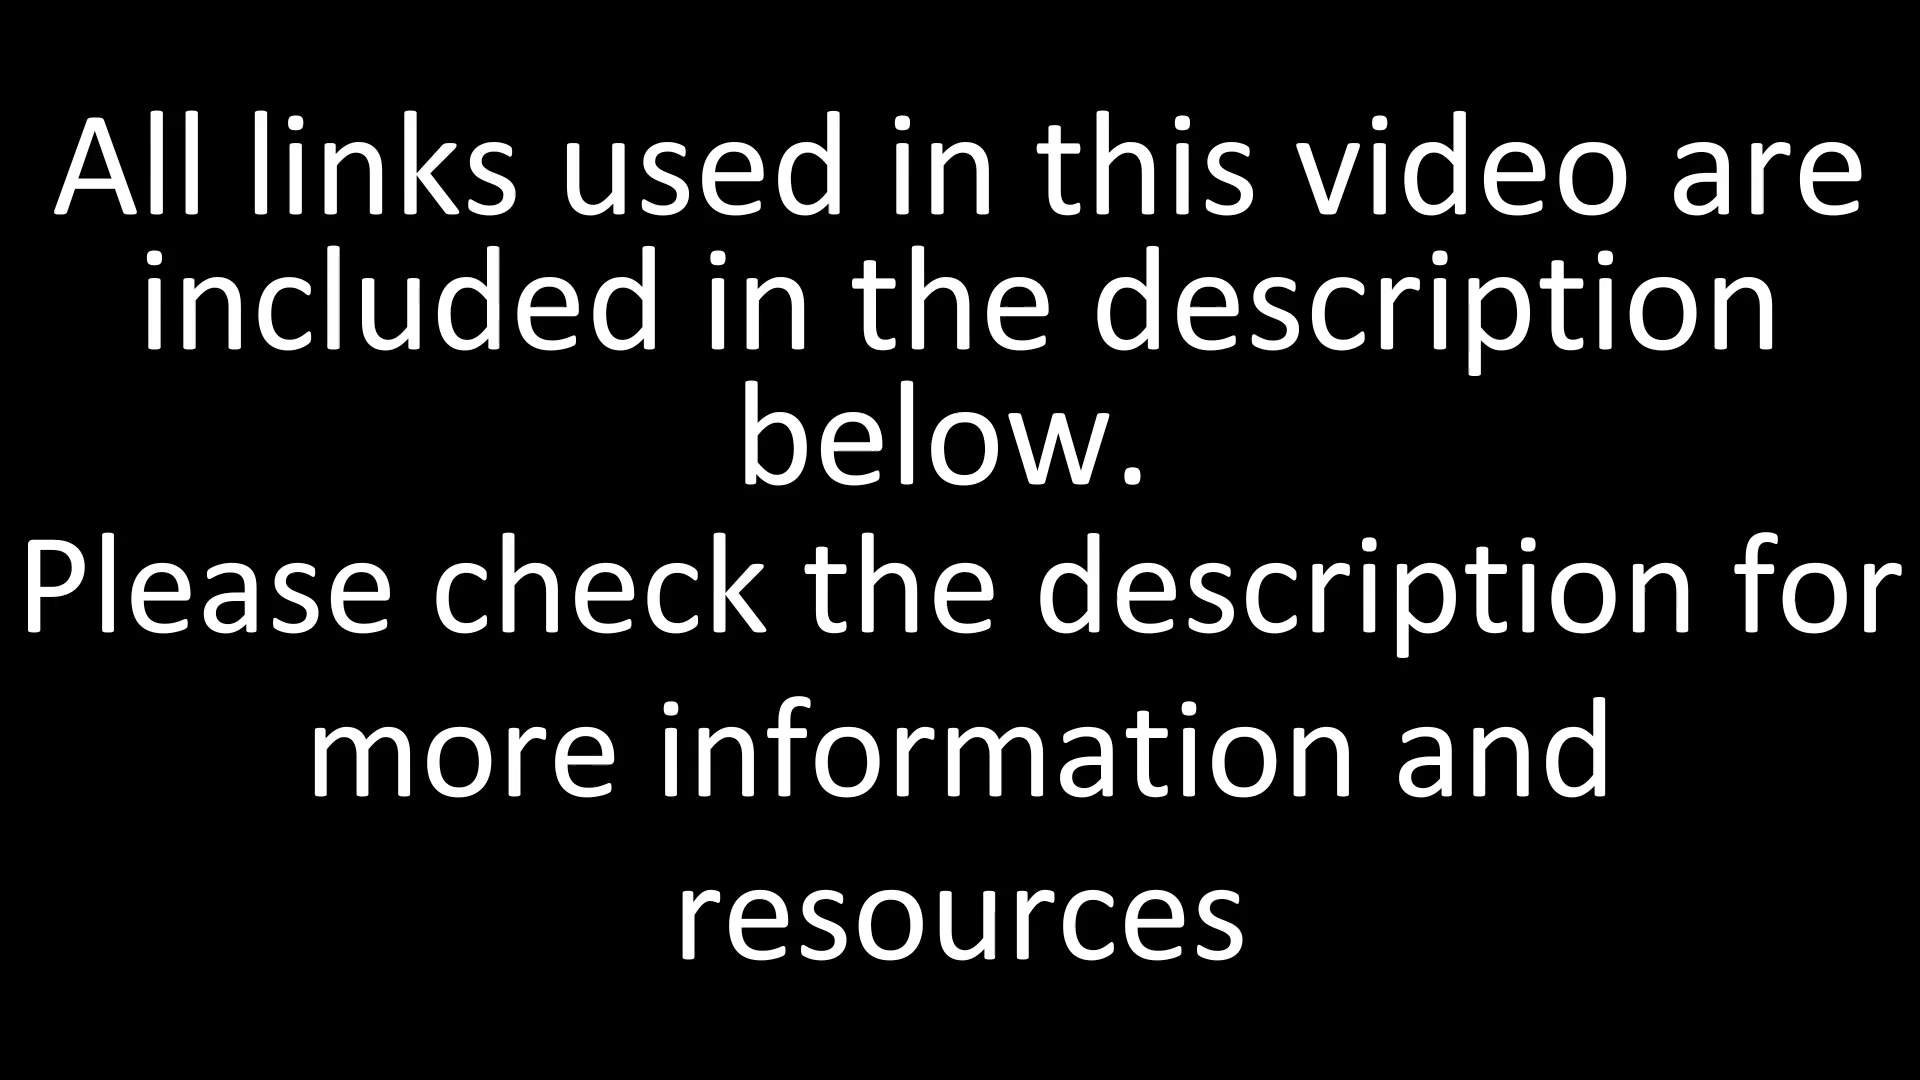 All links used in this video are
included in the description
below.
Please check the description for
more information and
resources